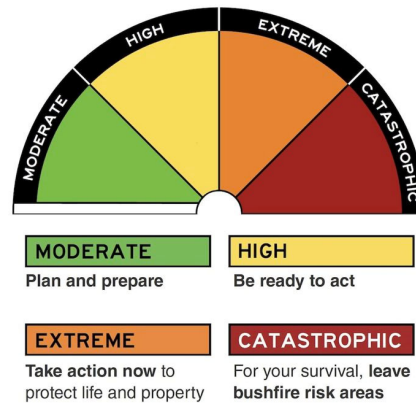 MODERATE
HIGH
EXTREME
CATASTROPHIC
MODERATE
Plan and prepare
HIGH
Be ready to act
EXTREME
Take action now to
protect life and property
CATASTROPHIC
For your survival, leave
bushfire risk areas